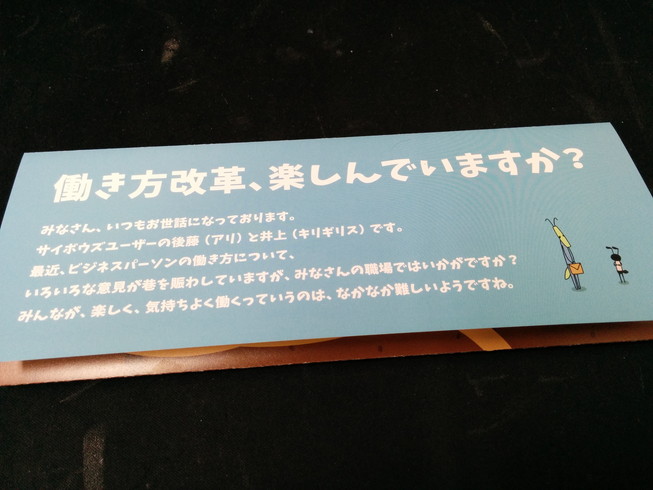 働き方改革、楽しんでいますか？
みなさん、いつもお世話になっております。
サイボウズユーザーの後藤（アリ）と井上（キリギリス）です。
最近、ビジネスパーソンの働き方について、
いろいろな意見が巷を賑わしていますが、みなさんの職場ではいかがですか？
みんなが、楽しく、気持ちよく働くっていうのは、なかなか難しいようですね。